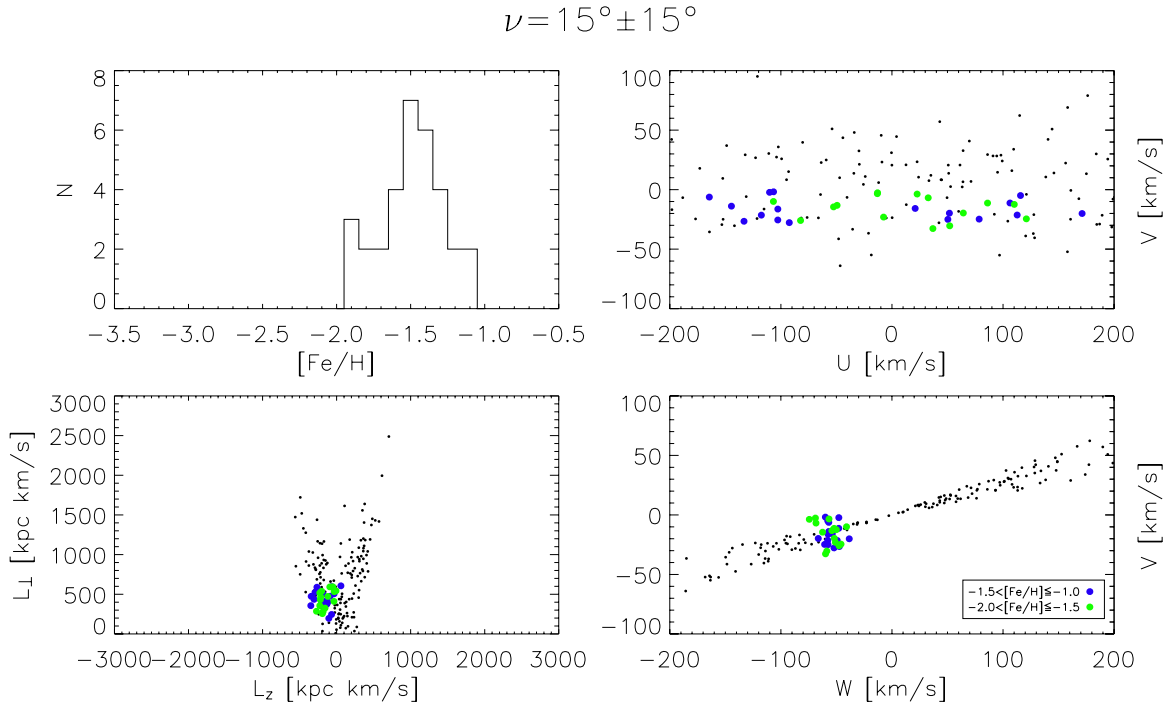 ν=15°±15°
8
6
4
2
0
N
−3.5 −3.0 −2.5 −2.0 −1.5 −1.0 −0.5
[Fe/H]
100
50
0
−50
−100
V [km/s]
−200 −100 0 100 200
U [km/s]
3000
2500
2000
1500
1000
500
0
L⊥ [kpc km/s]
−3000 −2000 −1000 0 1000 2000 3000
Lz [kpc km/s]
100
50
0
−50
−100
V [km/s]
−1.5<[Fe/H]≦−1.0
−2.0<[Fe/H]≦−1.5
−200 −100 0 100 200
W [km/s]